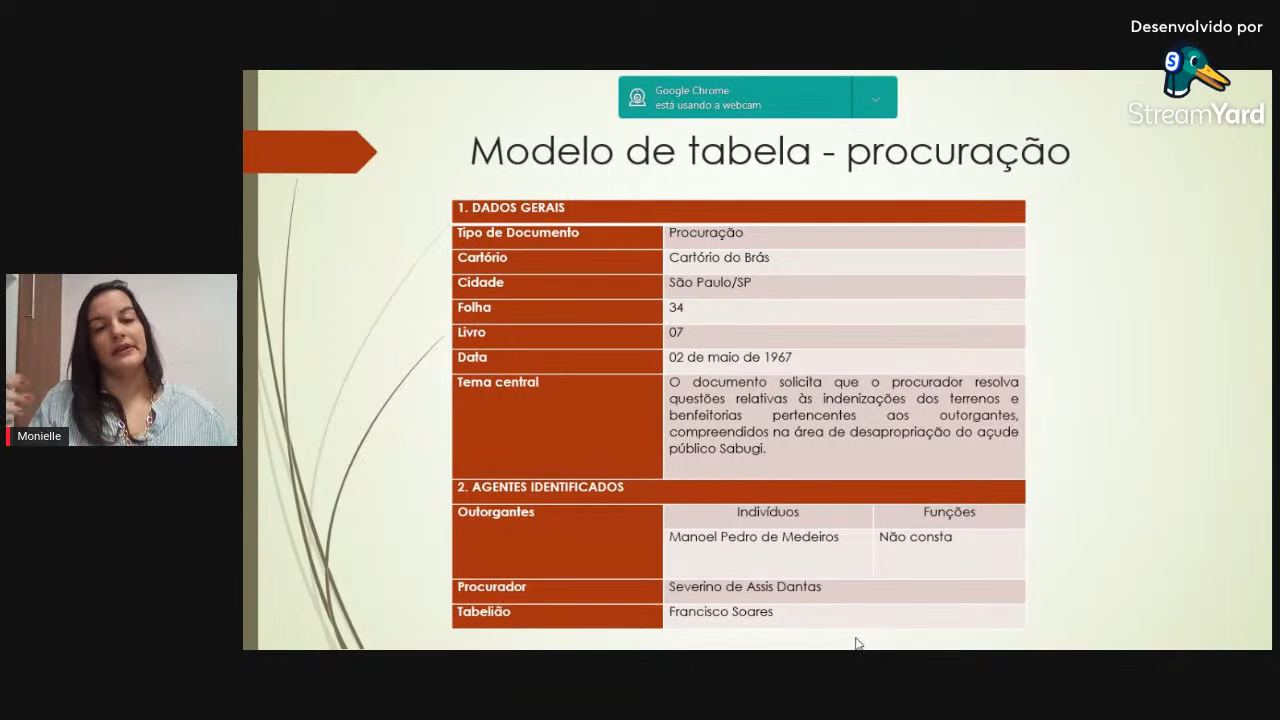 Desenvolvido por
StreamYard
Google Chrome
está usando a webcam
Modelo de tabela - procuração
1. DADOS GERAIS
Tipo de Documento Procuração
Cartório Cartório do Brás
Cidade São Paulo/SP
Folha 34
Livro 07
Data 02 de maio de 1967
Tema central O documento solicita que o procurador resolva
questões relativas às indenizações dos terrenos e
benfeitorias pertencentes aos outorgantes,
compreendidos na área de desapropriação do açude
público Sabugi.
2. AGENTES IDENTIFICADOS
Outorgantes Indivíduos Funções
Manoel Pedro de Medeiros Não consta
Procurador Severino de Assis Dantas
Tabelião Francisco Soares
Monielle